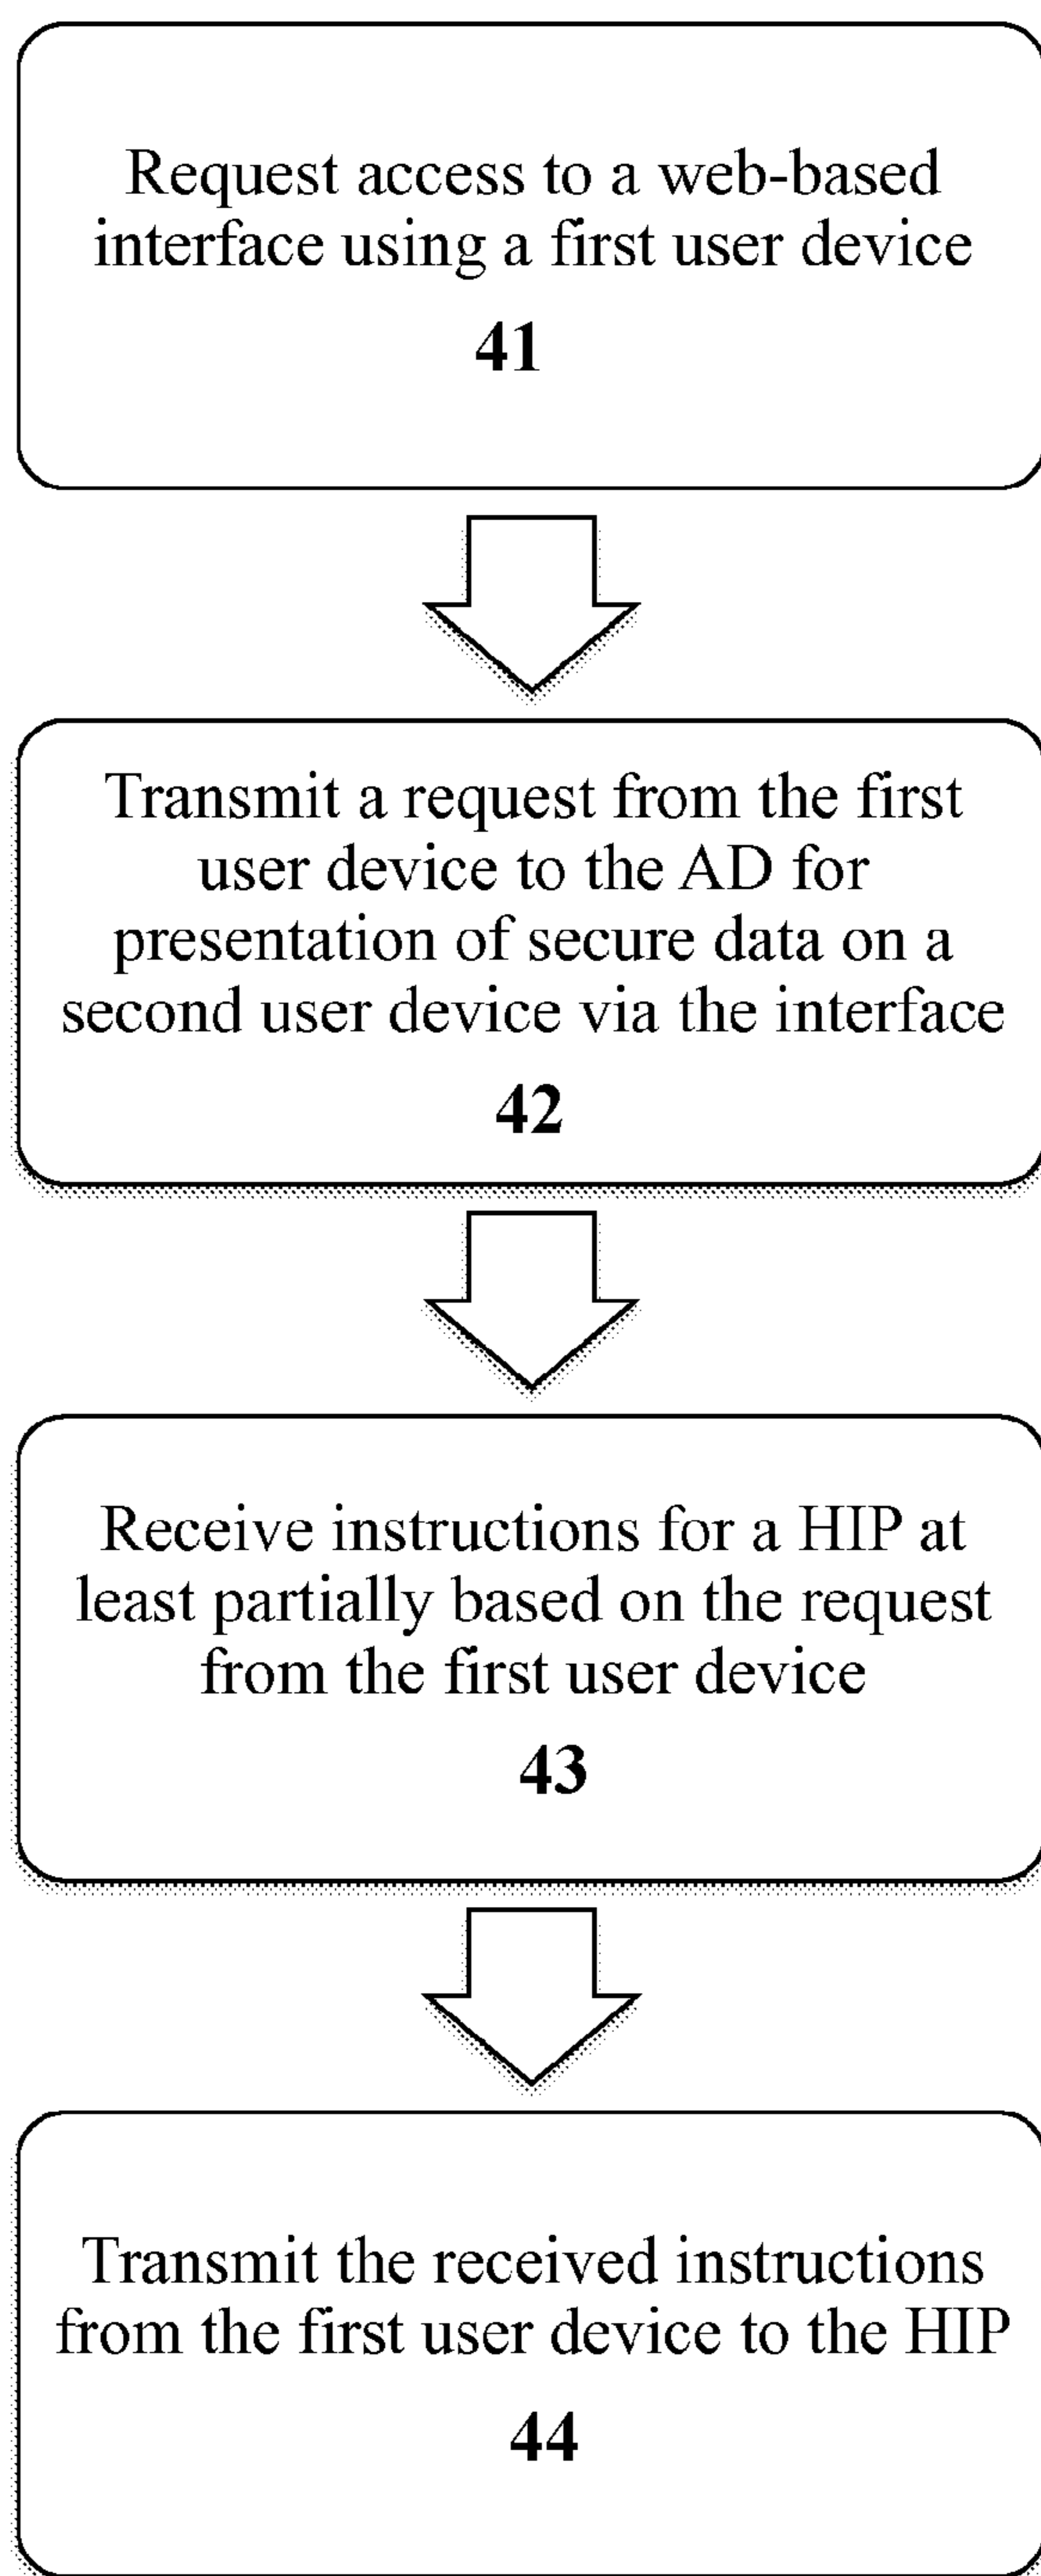 Request access to a web-based
interface using a first user device
41
Transmit a request from the first
user device to the AD for
presentation of secure data on a
second user device via the interface
42
Receive instructions for a HIP at
least partially based on the request
from the first user device
43
Transmit the received instructions
from the first user device to the HIP
44